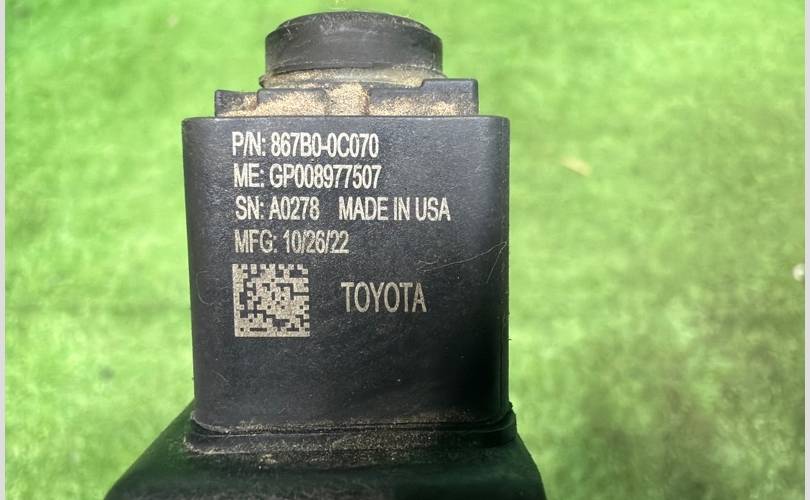 P/N: 867B0-0C070
ME: GP008977507
SN: A0278 MADE IN USA
MFG: 10/26/22
TOYOTA